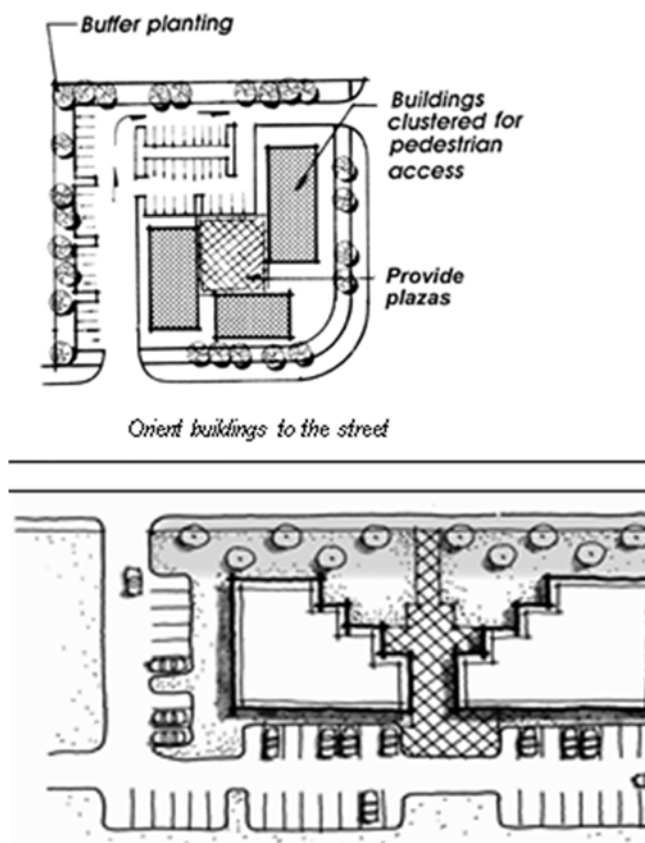 Buffer planting
Buildings
clustered for
pedestrian
access
Provide
plazas
Orient buildings to the street